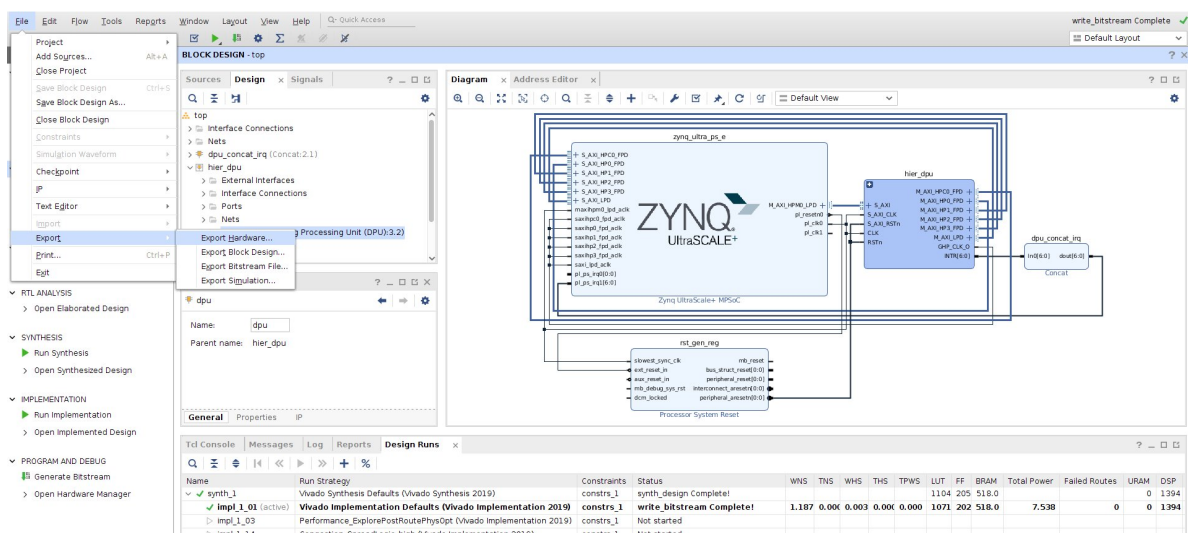 File Edit Flow Tools Reports Window Layout View Help Q- Quick Access
write_bitstream Complete
Default Layout
Project
Add Sources... Alt+A
Close Project
Save Block Design Ctrl+S
Save Block Design As...
Close Block Design
Constraints
Simulation Waveform
Checkpoint
IP
Text Editor
Import
Export
Print... Ctrl+P
Exit
Export Hardware...
Export Block Design...
Export Bitstream File...
Export Simulation...
RTL ANALYSIS
Open Elaborated Design
SYNTHESIS
Run Synthesis
Open Synthesized Design
IMPLEMENTATION
Run Implementation
Open Implemented Design
PROGRAM AND DEBUG
Generate Bitstream
Open Hardware Manager
BLOCK DESIGN - top
Sources Design Signals
top
Interface Connections
Nets
dpu_concat_irq (Concat:2.1)
hier_dpu
External Interfaces
Interface Connections
Ports
Nets
g Processing Unit (DPU):3.2)
dpu
Name: dpu
Parent name: hier_dpu
General Properties IP
Diagram Address Editor
Default View
zynq_ultra_ps_e
S_AXI_HPC0_FPD
S_AXI_HP0_FPD
S_AXI_HP1_FPD
S_AXI_HP2_FPD
S_AXI_HP3_FPD
S_AXI_LPD
maxihpm0_lpd_aclk
saxihpc0_fpd_aclk
saxihp0_fpd_aclk
saxihp1_fpd_aclk
saxihp2_fpd_aclk
saxihp3_fpd_aclk
saxi_lpd_aclk
pl_ps_irq0[0:0]
pl_ps_irq1[6:0]
ZYNQ
UltraSCALE+
M_AXI_HPM0_LPD
pl_resetn0
pl_clk0
pl_clk1
Zynq UltraScale+ MPSoC
hier_dpu
S_AXI
S_AXI_CLK
S_AXI_RSTn
CLK
RSTn
M_AXI_HPC0_FPD
M_AXI_HP0_FPD
M_AXI_HP1_FPD
M_AXI_HP2_FPD
M_AXI_HP3_FPD
M_AXI_LPD
GHP_CLK_O
INTR[6:0]
dpu_concat_irq
In0[6:0] dout[6:0]
Concat
rst_gen_reg
slowest_sync_clk
ext_reset_in
aux_reset_in
mb_debug_sys_rst
dcm_locked
mb_reset
bus_struct_reset[0:0]
peripheral_reset[0:0]
interconnect_aresetn[0:0]
peripheral_aresetn[0:0]
Processor System Reset
Tcl Console Messages Log Reports Design Runs
Name Run Strategy Constraints Status WNS TNS WHS THS TPWS LUT FF BRAM Total Power Failed Routes URAM DSP
synth_1 Vivado Synthesis Defaults (Vivado Synthesis 2019) constrs_1 synth_design Complete! 1104 205 518.0 0 1394
impl_1_01 (active) Vivado Implementation Defaults (Vivado Implementation 2019) constrs_1 write_bitstream Complete! 1.187 0.000 0.003 0.000 0.000 1071 202 518.0 7.538 0 0 1394
impl_1_03 Performance_ExplorePostRoutePhysOpt (Vivado Implementation 2019) constrs_1 Not started